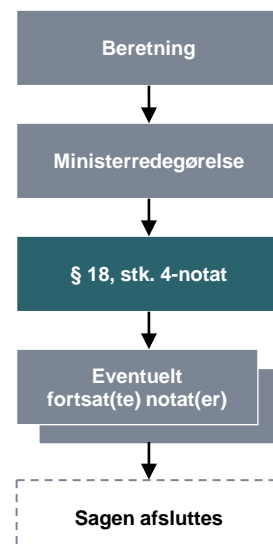 Beretning
Ministerredegørelse
§ 18, stk. 4-notat
Eventuelt
fortsat(te) notat(er)
Sagen afsluttes